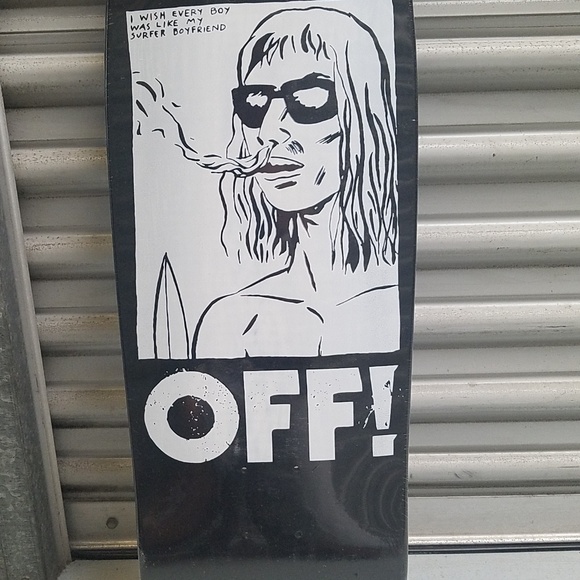 I WISH EVERY BOY
WAS LIKE MY
SURFER BOYFRIEND
OFF!